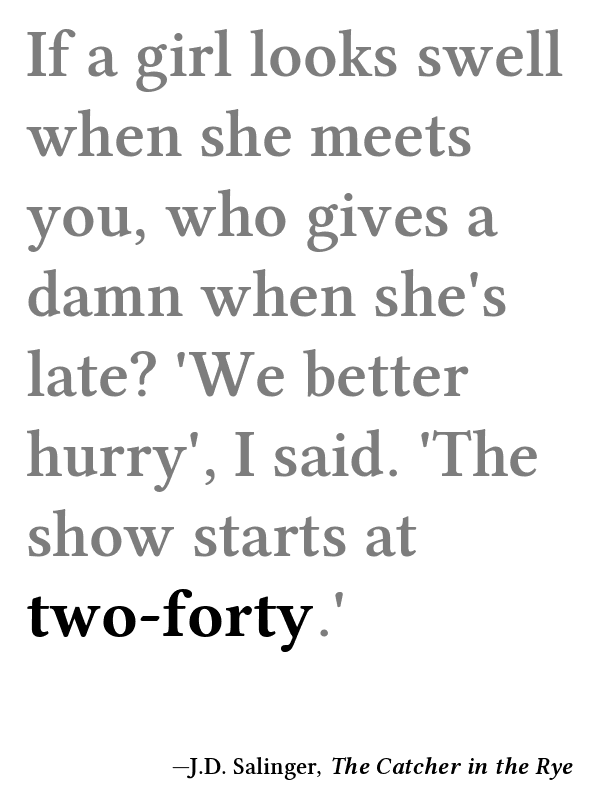 If a girl looks swell
when she meets
you, who gives a
damn when she's
late? 'We better
hurry', I said. 'The
show starts at
two-forty.'
—J.D. Salinger, The Catcher in the Rye